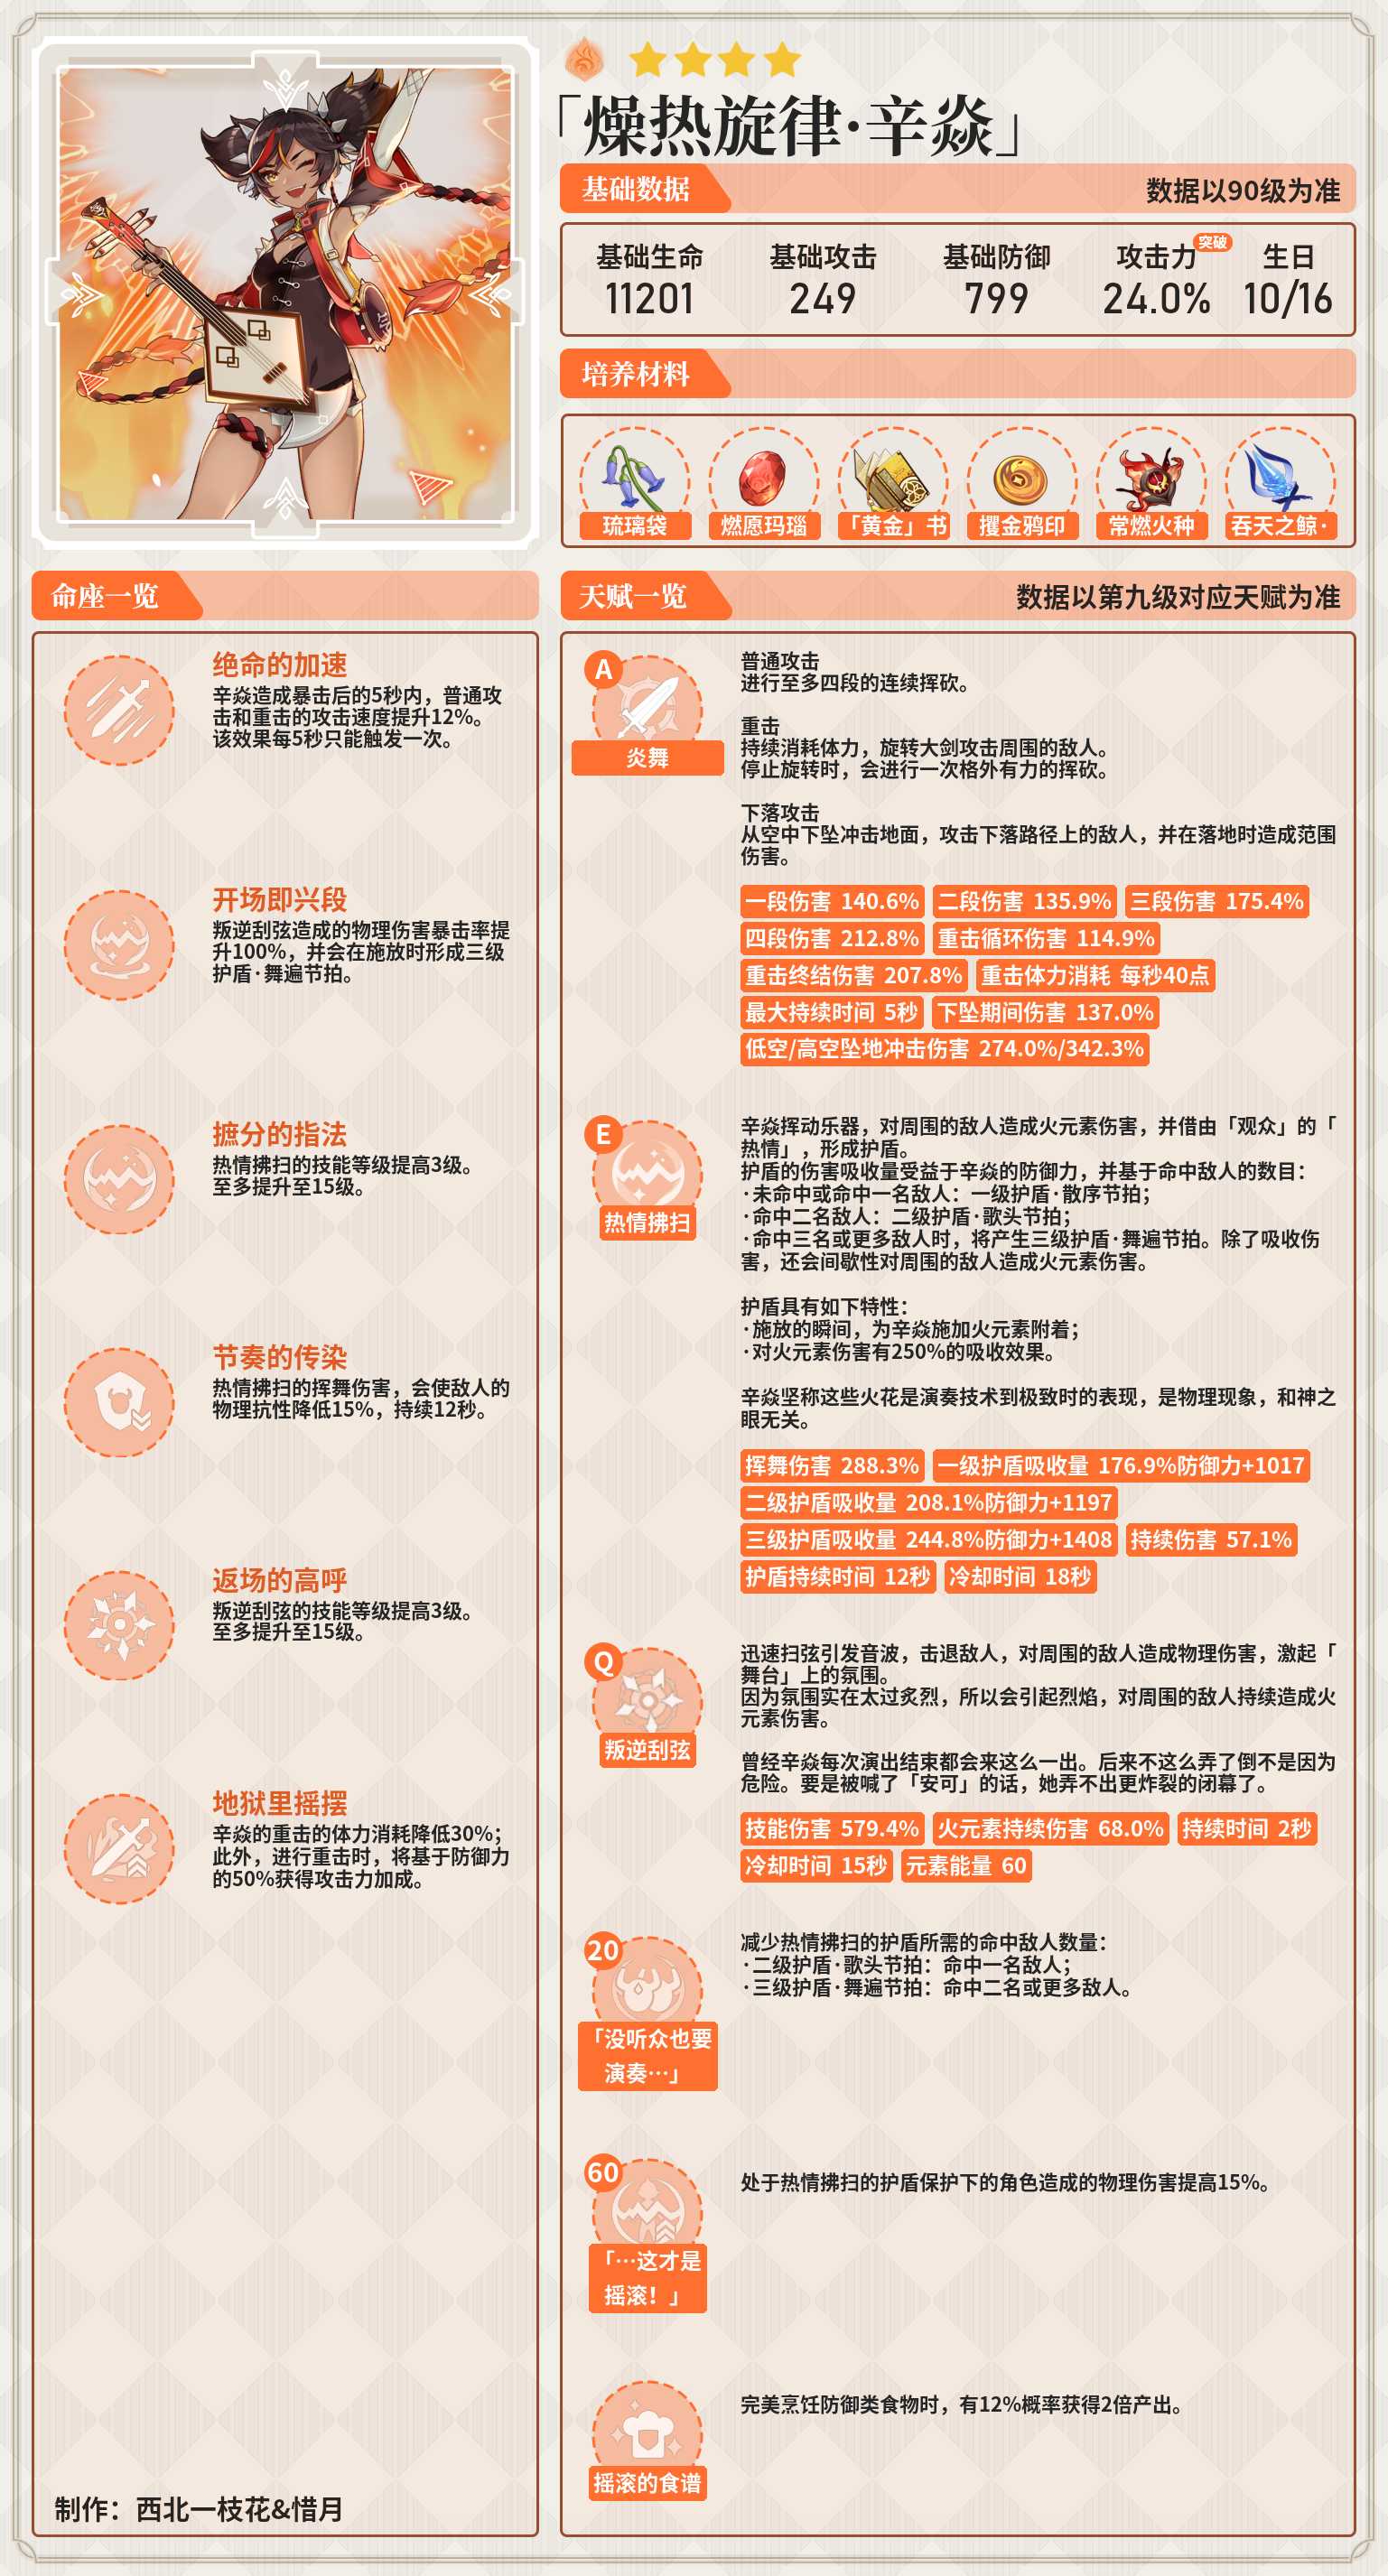 「燥热旋律·辛焱」
基础数据
数据以90级为准
基础生命
11201
基础攻击
249
基础防御
799
攻击力
突破
24.0%
生日
10/16
培养材料
琉璃袋
燃愿玛瑙
「黄金」书
攫金鸦印
常燃火种
吞天之鲸·
命座一览
绝命的加速
辛焱造成暴击后的5秒内，普通攻
击和重击的攻击速度提升12%。
该效果每5秒只能触发一次。
开场即兴段
叛逆刮弦造成的物理伤害暴击率提
升100%，并会在施放时形成三级
护盾·舞遍节拍。
摭分的指法
热情拂扫的技能等级提高3级。
至多提升至15级。
节奏的传染
热情拂扫的挥舞伤害，会使敌人的
物理抗性降低15%，持续12秒。
返场的高呼
叛逆刮弦的技能等级提高3级。
至多提升至15级。
地狱里摇摆
辛焱的重击的体力消耗降低30%；
此外，进行重击时，将基于防御力
的50%获得攻击力加成。
制作：西北一枝花&惜月
天赋一览
数据以第九级对应天赋为准
A
炎舞
普通攻击
进行至多四段的连续挥砍。
重击
持续消耗体力，旋转大剑攻击周围的敌人。
停止旋转时，会进行一次格外有力的挥砍。
下落攻击
从空中下坠冲击地面，攻击下落路径上的敌人，并在落地时造成范围
伤害。
一段伤害 140.6% 二段伤害 135.9% 三段伤害 175.4%
四段伤害 212.8% 重击循环伤害 114.9%
重击终结伤害 207.8% 重击体力消耗 每秒40点
最大持续时间 5秒 下坠期间伤害 137.0%
低空/高空坠地冲击伤害 274.0%/342.3%
E
热情拂扫
辛焱挥动乐器，对周围的敌人造成火元素伤害，并借由「观众」的「
热情」，形成护盾。
护盾的伤害吸收量受益于辛焱的防御力，并基于命中敌人的数目：
·未命中或命中一名敌人：一级护盾·散序节拍；
·命中二名敌人：二级护盾·歌头节拍；
·命中三名或更多敌人时，将产生三级护盾·舞遍节拍。除了吸收伤
害，还会间歇性对周围的敌人造成火元素伤害。
护盾具有如下特性：
·施放的瞬间，为辛焱施加火元素附着；
·对火元素伤害有250%的吸收效果。
辛焱坚称这些火花是演奏技术到极致时的表现，是物理现象，和神之
眼无关。
挥舞伤害 288.3% 一级护盾吸收量 176.9%防御力+1017
二级护盾吸收量 208.1%防御力+1197
三级护盾吸收量 244.8%防御力+1408 持续伤害 57.1%
护盾持续时间 12秒 冷却时间 18秒
Q
叛逆刮弦
迅速扫弦引发音波，击退敌人，对周围的敌人造成物理伤害，激起「
舞台」上的氛围。
因为氛围实在太过炙烈，所以会引起烈焰，对周围的敌人持续造成火
元素伤害。
曾经辛焱每次演出结束都会来这么一出。后来不这么弄了倒不是因为
危险。要是被喊了「安可」的话，她弄不出更炸裂的闭幕了。
技能伤害 579.4% 火元素持续伤害 68.0% 持续时间 2秒
冷却时间 15秒 元素能量 60
20
「没听众也要
演奏…」
减少热情拂扫的护盾所需的命中敌人数量：
·二级护盾·歌头节拍：命中一名敌人；
·三级护盾·舞遍节拍：命中二名或更多敌人。
60
「…这才是
摇滚！」
处于热情拂扫的护盾保护下的角色造成的物理伤害提高15%。
摇滚的食谱
完美烹饪防御类食物时，有12%概率获得2倍产出。